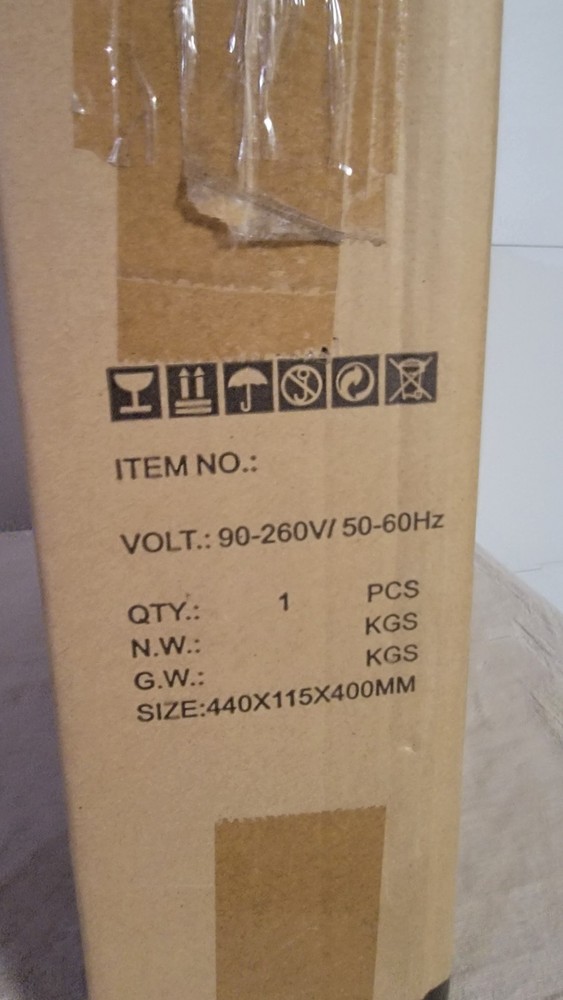 ITEM NO.:
VOLT.: 90-260V/ 50-60Hz
QTY.: 1 PCS
N.W.: KGS
G.W.: KGS
SIZE:440X115X400MM